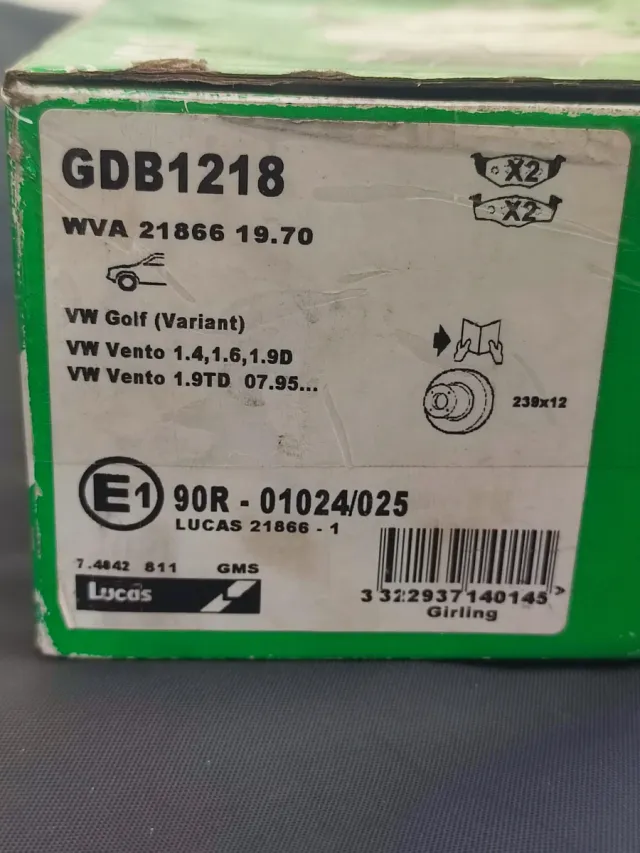 GDB1218
X2
X2
WVA 21866 19.70
VW Golf (Variant)
VW Vento 1.4,1.6,1.9D
VW Vento 1.9TD 07.95...
239x12
E1 90R - 01024/025
LUCAS 21866 - 1
7.4842 811 GMS
Lucas
3 322937 140145 >
Girling